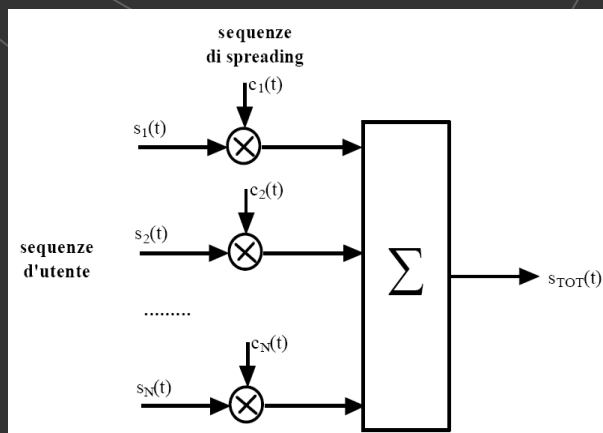 sequenze
di spreading
c1(t)
s1(t)
c2(t)
s2(t)
sequenze
d'utente
Σ
sTOT(t)
.........
cN(t)
sN(t)